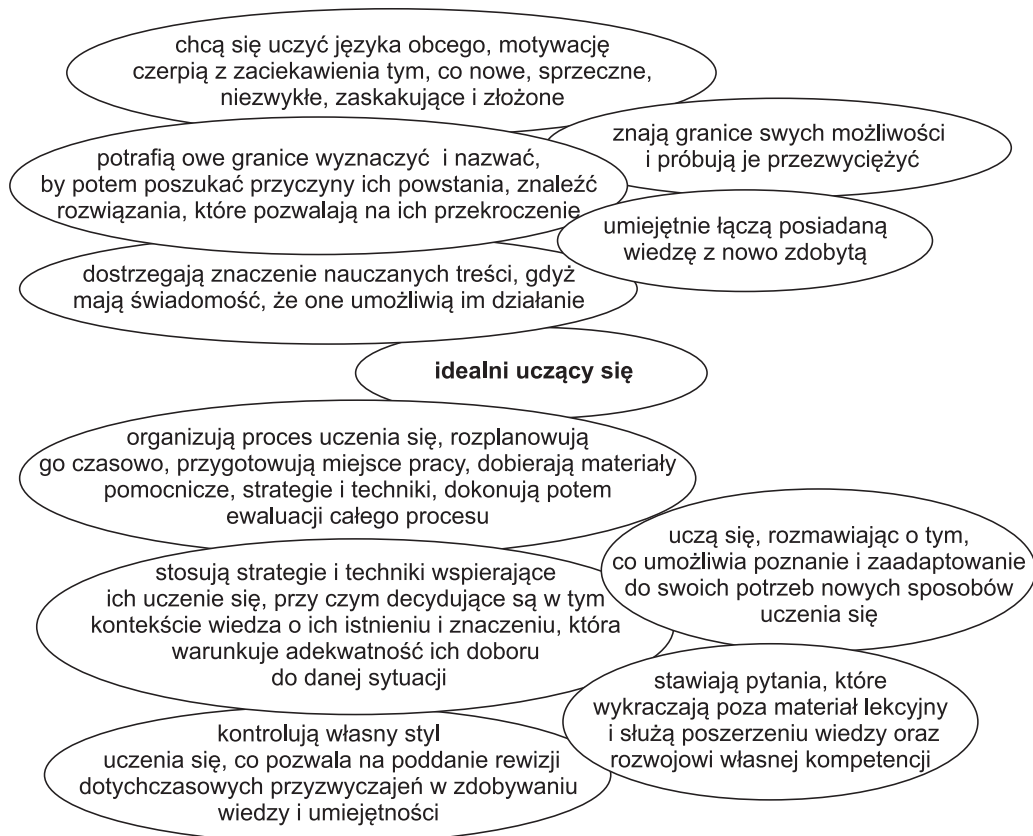 chcą się uczyć języka obcego, motywację
czerpią z zaciekawienia tym, co nowe, sprzeczne,
niezwykłe, zaskakujące i złożone
znają granice swych możliwości
i próbują je przezwyciężyć
potrafią owe granice wyznaczyć i nazwać,
by potem poszukać przyczyny ich powstania, znaleźć
rozwiązania, które pozwalają na ich przekroczenie
umiejętnie łączą posiadaną
wiedzę z nowo zdobytą
dostrzegają znaczenie nauczanych treści, gdyż
mają świadomość, że one umożliwią im działanie
idealni uczący się
organizują proces uczenia się, rozplanowują
go czasowo, przygotowują miejsce pracy, dobierają materiały
pomocnicze, strategie i techniki, dokonują potem
ewaluacji całego procesu
uczą się, rozmawiając o tym,
co umożliwia poznanie i zaadaptowanie
do swoich potrzeb nowych sposobów
uczenia się
stosują strategie i techniki wspierające
ich uczenie się, przy czym decydujące są w tym
kontekście wiedza o ich istnieniu i znaczeniu, która
warunkuje adekwatność ich doboru
do danej sytuacji
stawiają pytania, które
wykraczają poza materiał lekcyjny
i służą poszerzeniu wiedzy oraz
rozwojowi własnej kompetencji
kontrolują własny styl
uczenia się, co pozwala na poddanie rewizji
dotychczasowych przyzwyczajeń w zdobywaniu
wiedzy i umiejętności